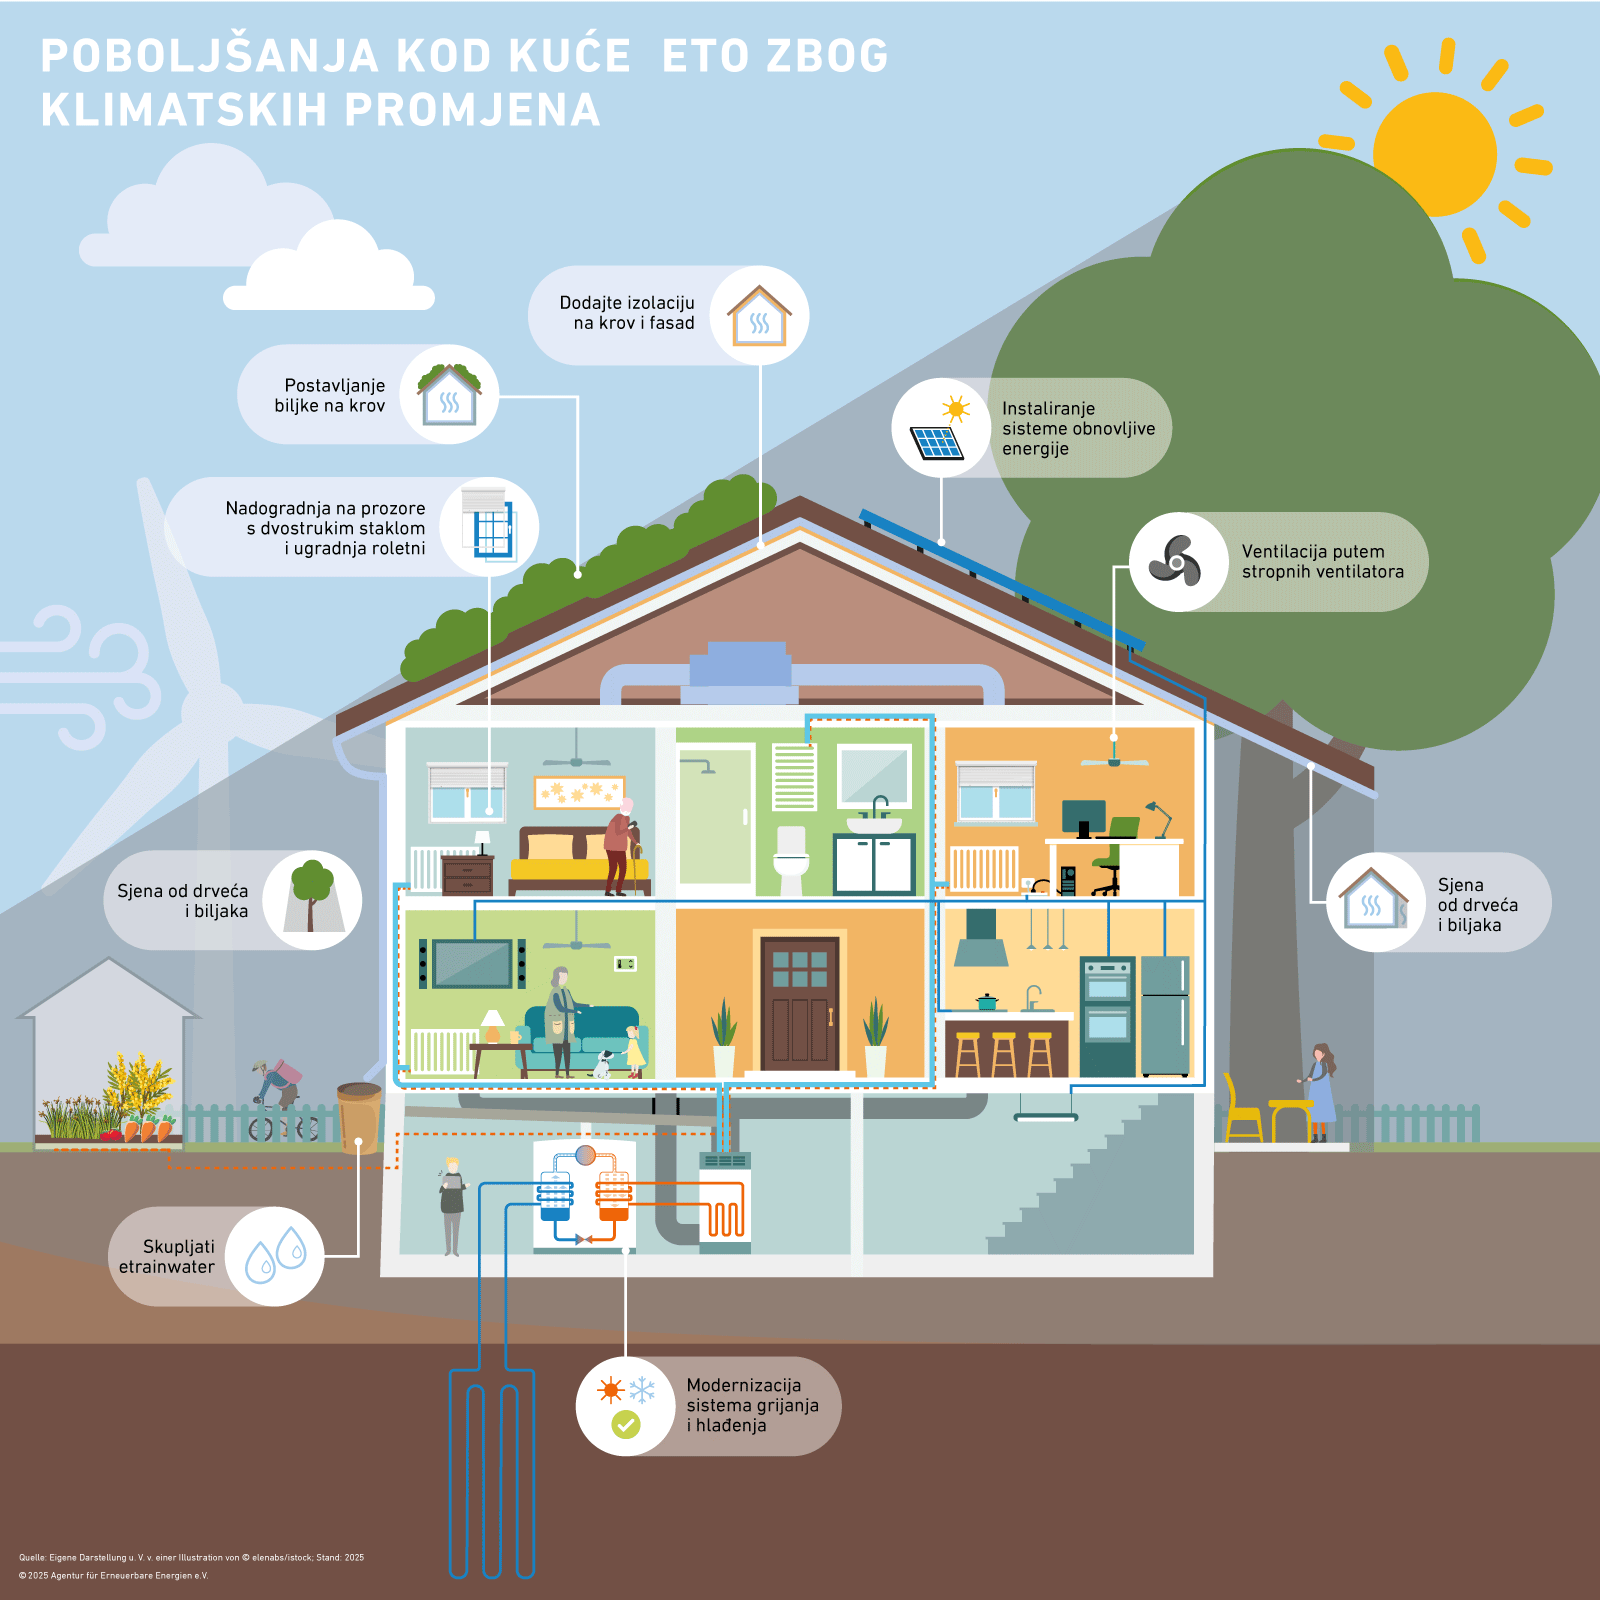 POBOLJŠANJA KOD KUĆE  ETO ZBOG
KLIMATSKIH PROMJENA
Dodajte izolaciju
na krov i fasad
Postavljanje
biljke na krov
Instaliranje
sisteme obnovljive
energije
Nadogradnja na prozore
s dvostrukim staklom
i ugradnja roletni
Ventilacija putem
stropnih ventilatora
Sjena od drveća
i biljaka
Sjena
od drveća
i biljaka
Skupljati
etrainwater
Modernizacija
sistema grijanja
i hlađenja
Quelle: Eigene Darstellung u. V. v. einer Illustration von © elenabs/istock; Stand: 2025
© 2025 Agentur für Erneuerbare Energien e.V.